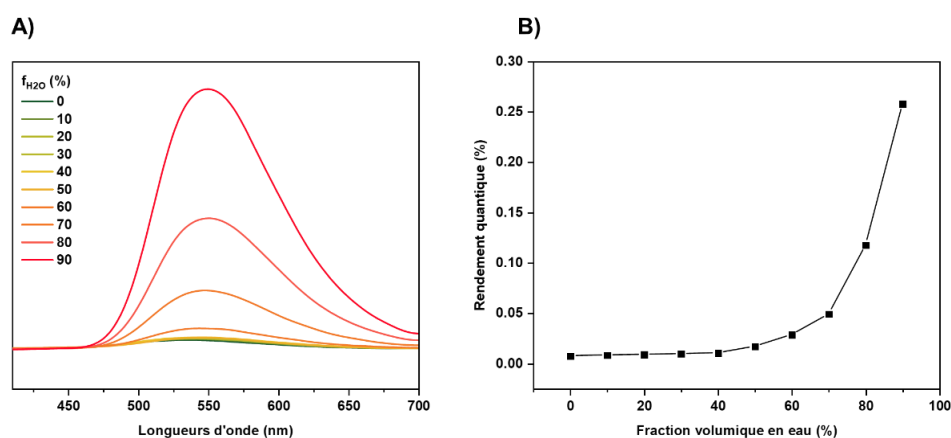 A)
f H2O (%)
0
10
20
30
40
50
60
70
80
90
450 500 550 600 650 700
Longueurs d'onde (nm)
B)
Rendement quantique (%)
0.30
0.25
0.20
0.15
0.10
0.05
0.00
0 20 40 60 80 100
Fraction volumique en eau (%)